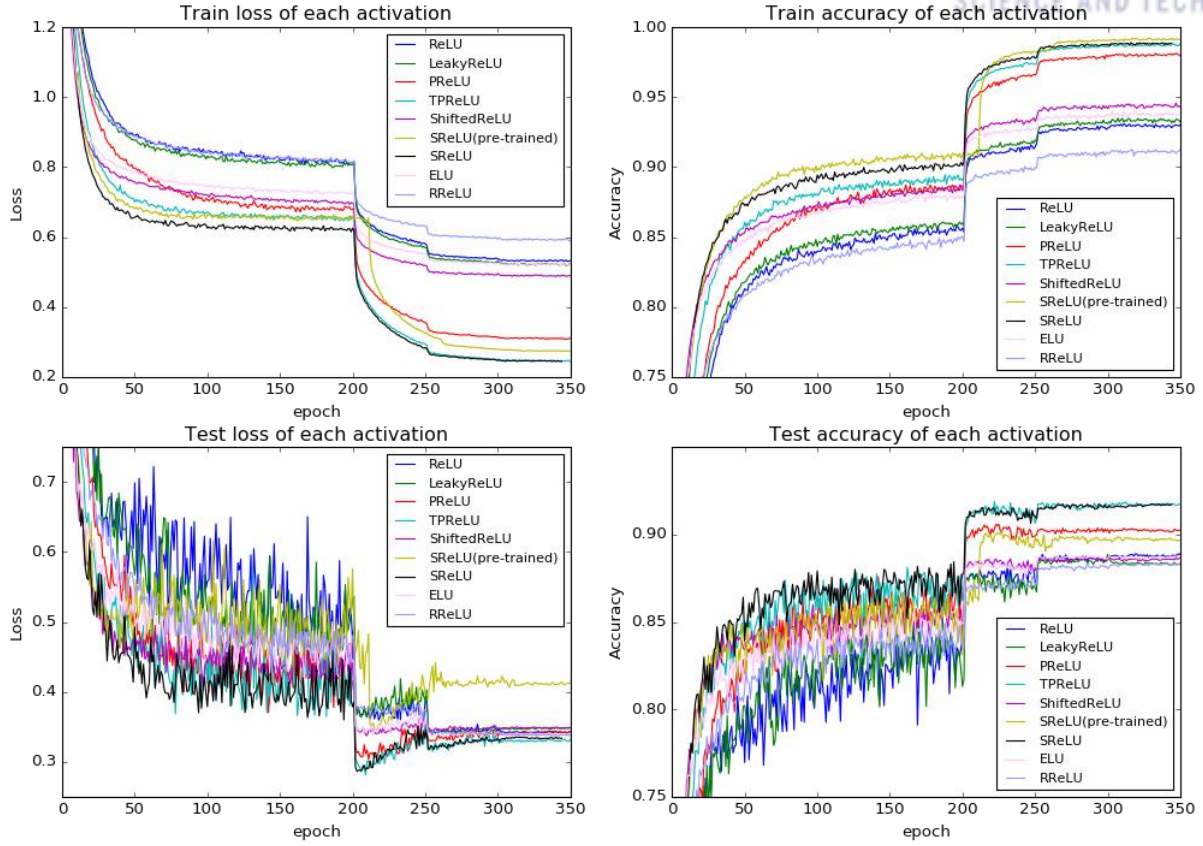 SCIENCE AND TECH
Train loss of each activation
1.2
1.0
0.8
0.6
0.4
0.2
Loss
0 50 100 150 200 250 300 350
epoch
ReLU
LeakyReLU
PReLU
TPReLU
ShiftedReLU
SReLU(pre-trained)
SReLU
ELU
RReLU
Train accuracy of each activation
1.00
0.95
0.90
0.85
0.80
0.75
Accuracy
0 50 100 150 200 250 300 350
epoch
ReLU
LeakyReLU
PReLU
TPReLU
ShiftedReLU
SReLU(pre-trained)
SReLU
ELU
RReLU
Test loss of each activation
0.7
0.6
0.5
0.4
0.3
Loss
0 50 100 150 200 250 300 350
epoch
ReLU
LeakyReLU
PReLU
TPReLU
ShiftedReLU
SReLU(pre-trained)
SReLU
ELU
RReLU
Test accuracy of each activation
0.90
0.85
0.80
0.75
Accuracy
0 50 100 150 200 250 300 350
epoch
ReLU
LeakyReLU
PReLU
TPReLU
ShiftedReLU
SReLU(pre-trained)
SReLU
ELU
RReLU